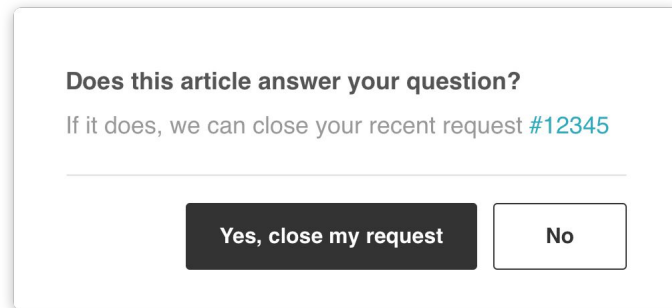 Does this article answer your question?
If it does, we can close your recent request #12345
Yes, close my request
No